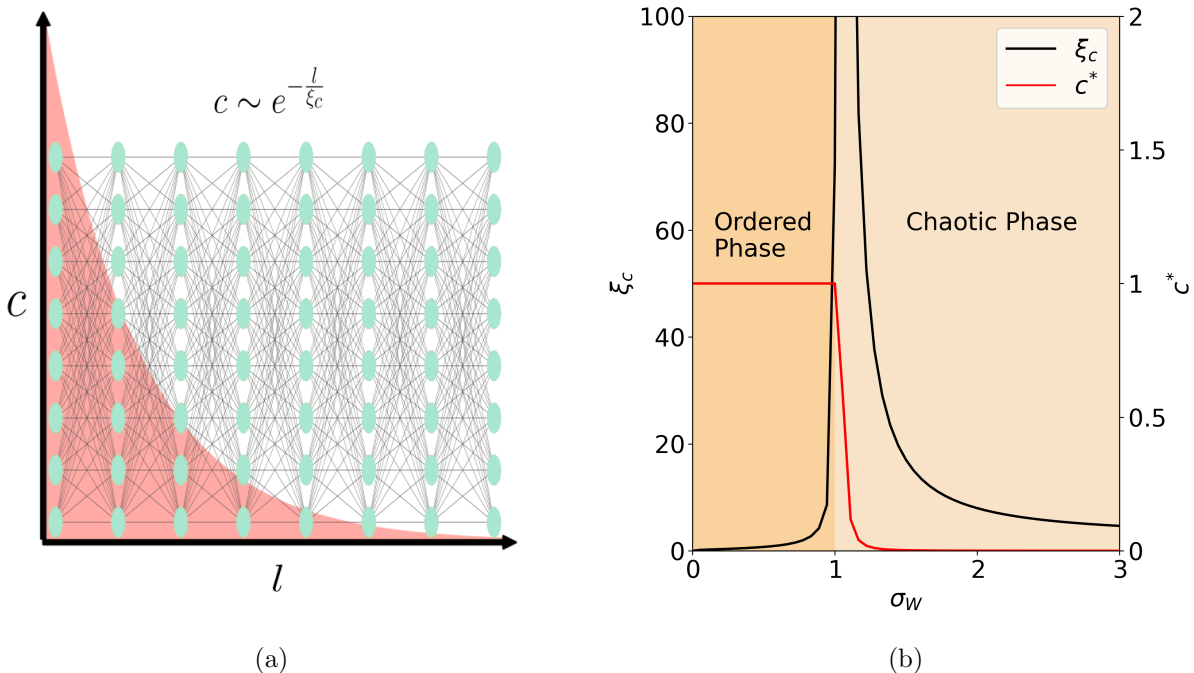 c ∼ e^{-\frac{l}{ξ_c}}
c
l
(a)
100
80
60
40
20
0
ξ_c
Ordered
Phase
Chaotic Phase
ξ_c
c^*
2
1.5
1
0.5
0
c^*
0 1 2 3
σ_W
(b)